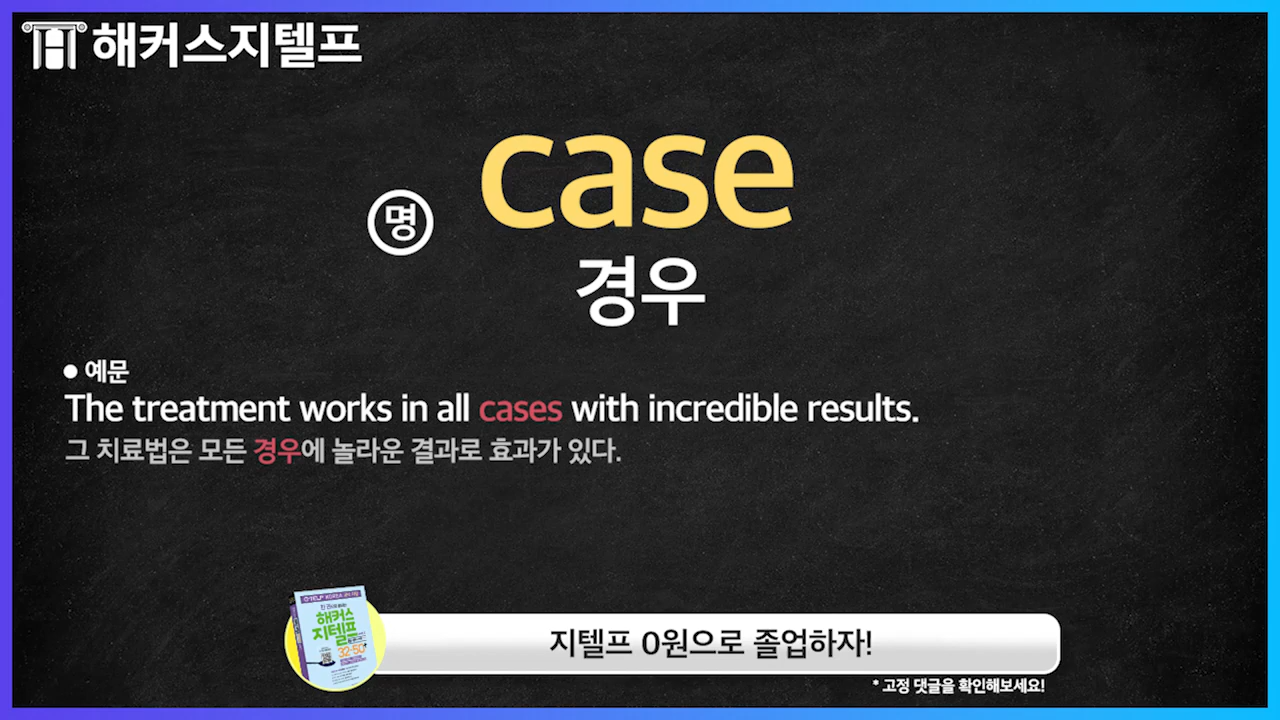 해커스지텔프
명
case
경우
● 예문
The treatment works in all cases with incredible results.
그 치료법은 모든 경우에 놀라운 결과로 효과가 있다.
해커스
지텔프
32-50
지텔프 0원으로 졸업하자!
* 고정 댓글을 확인해보세요!